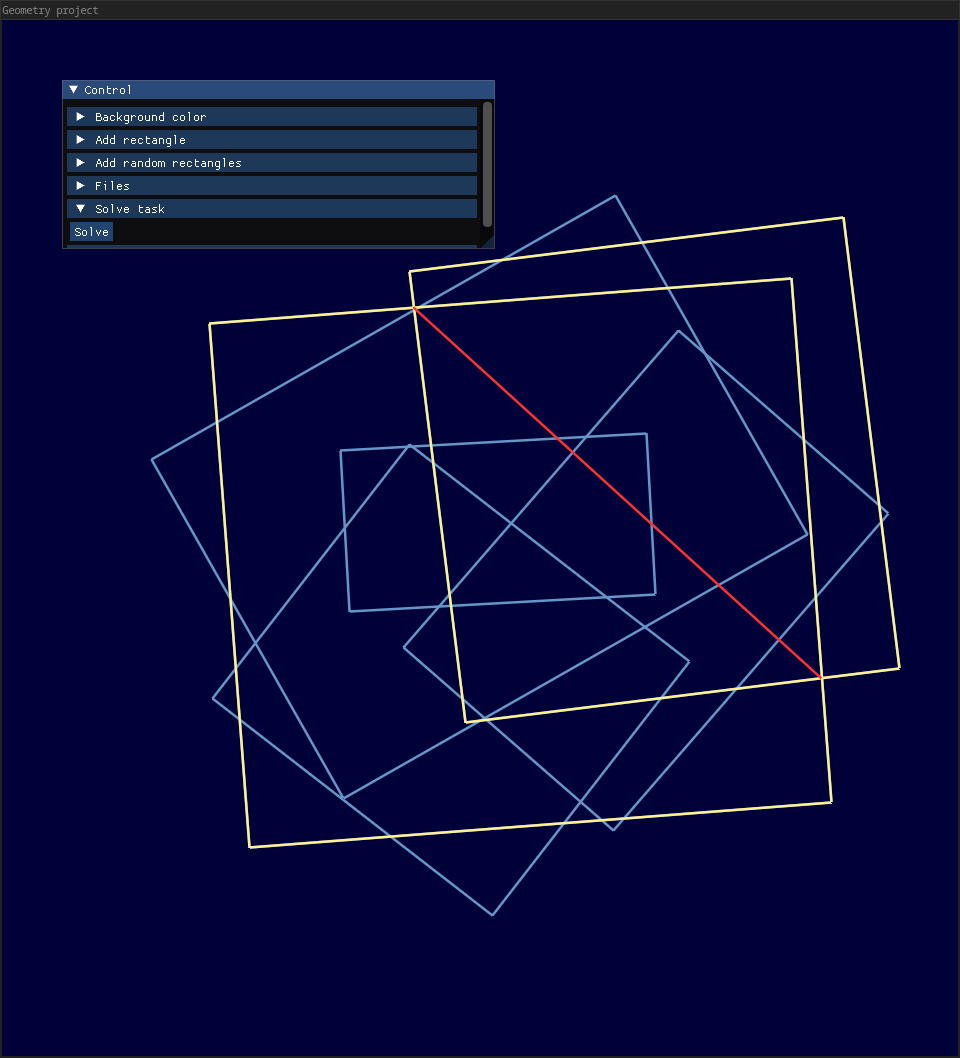 Geometry project
Control
Background color
Add rectangle
Add random rectangles
Files
Solve task
Solve